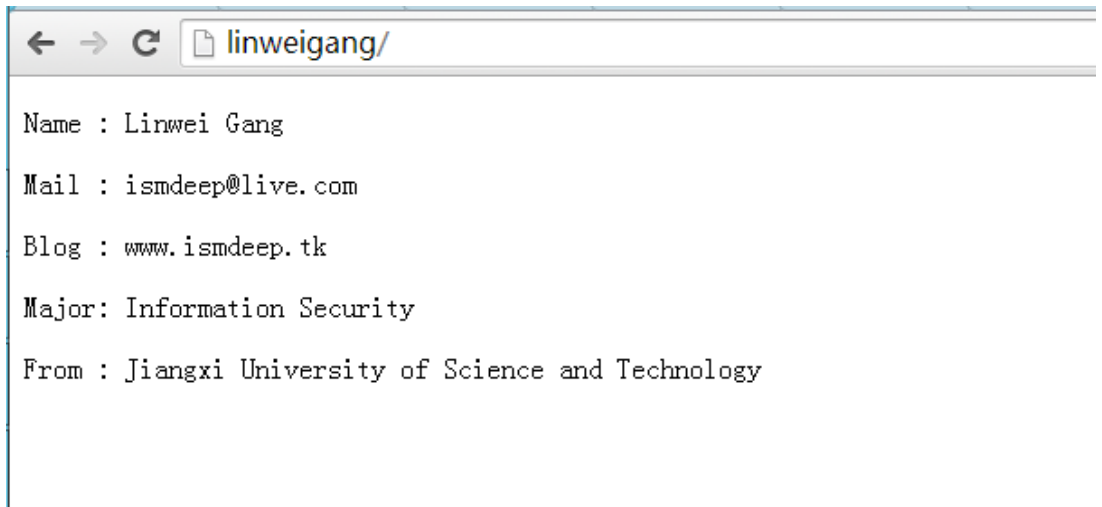 linweigang/
Name : Linwei Gang
Mail : ismdeep@live.com
Blog : www.ismdeep.tk
Major: Information Security
From : Jiangxi University of Science and Technology